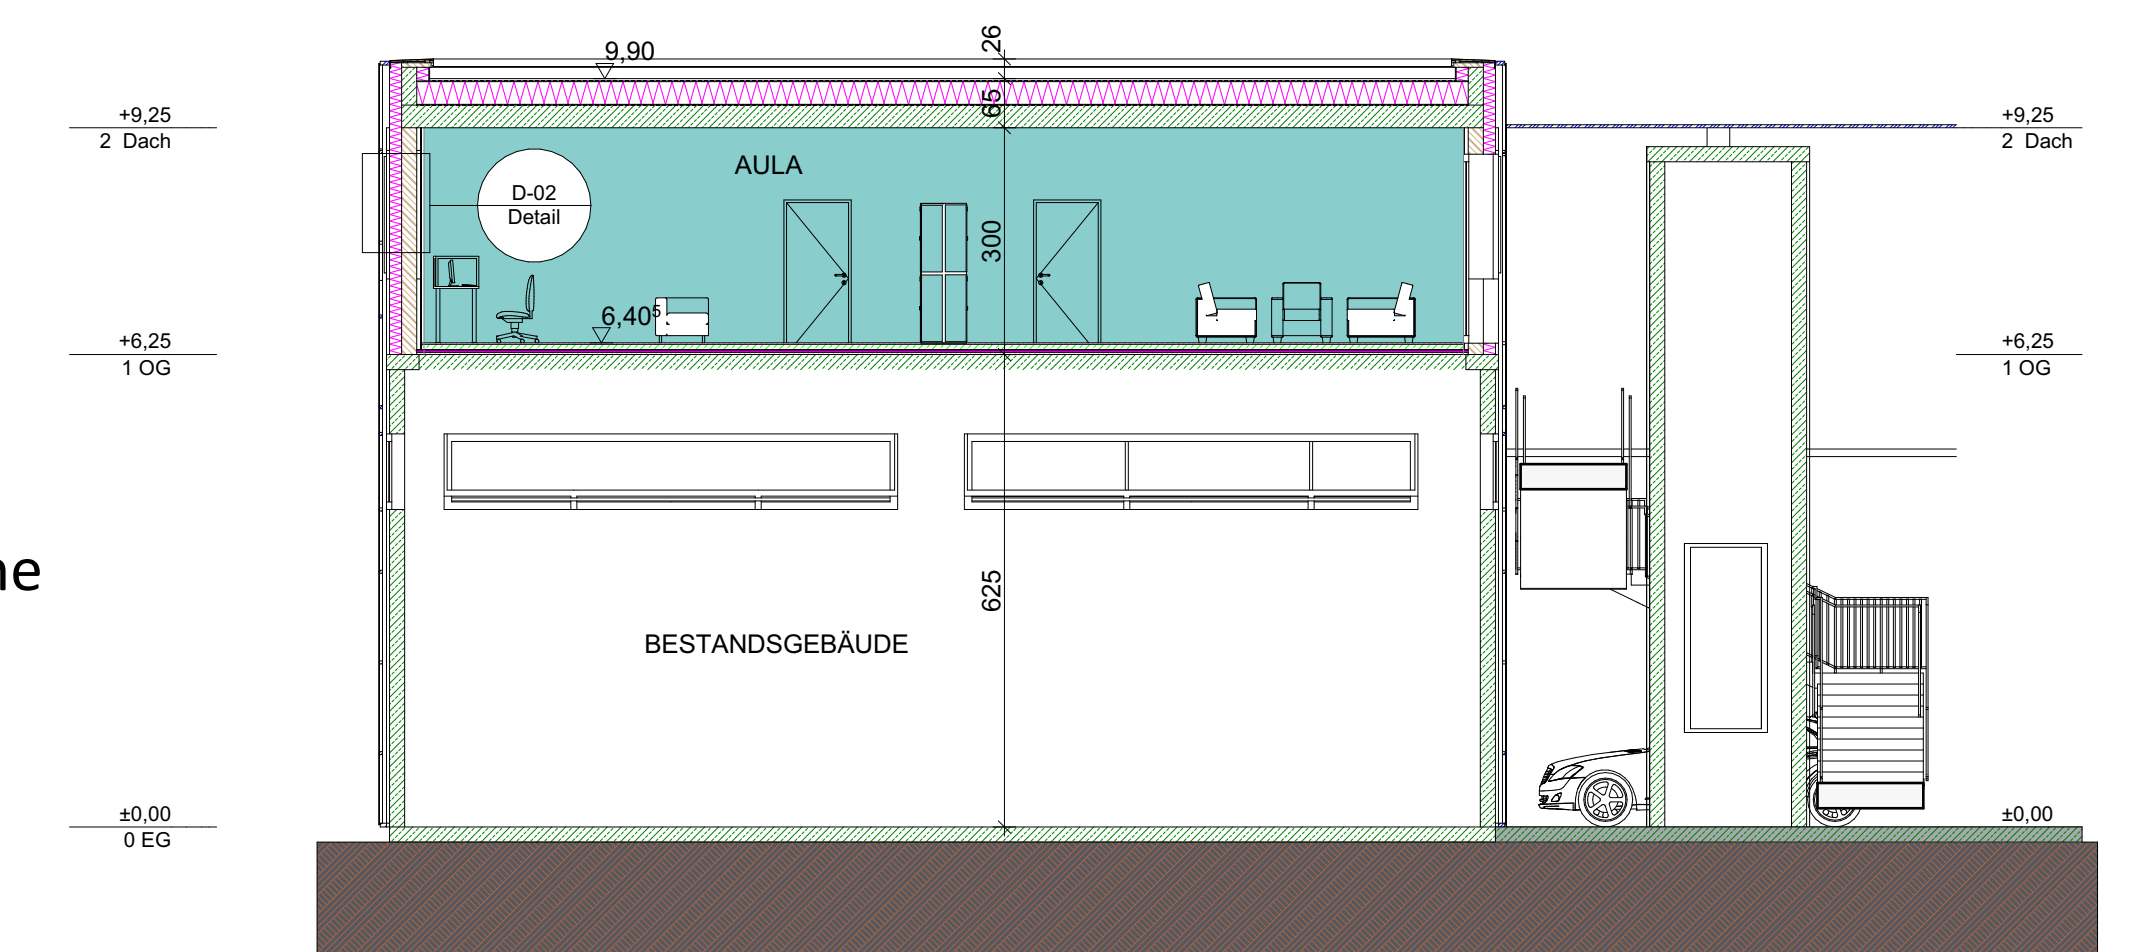 26
9,90
65
+9,25
2 Dach
+9,25
2 Dach
AULA
D-02
Detail
300
6,40⁵
+6,25
1 OG
+6,25
1 OG
ne
625
BESTANDSGEBÄUDE
±0,00
0 EG
±0,00